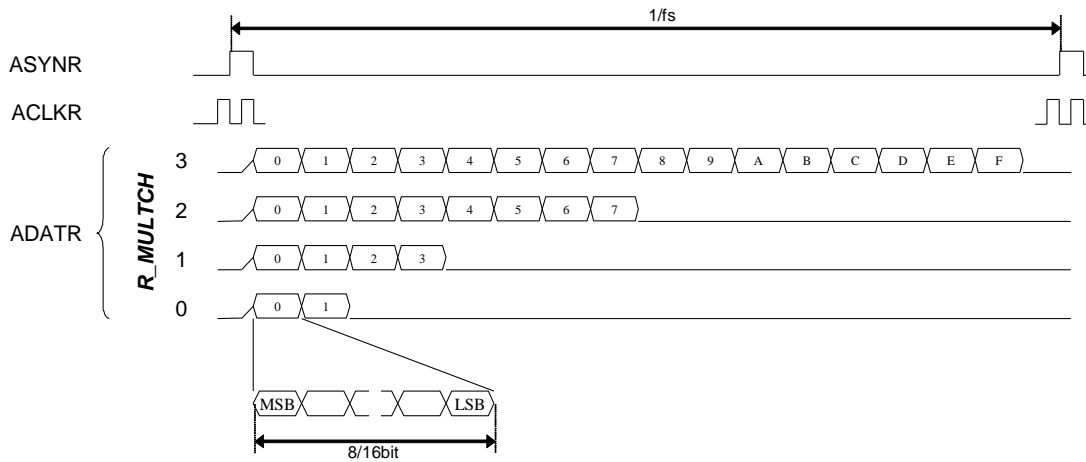 1/fs
ASYNR
ACLKR
3 0 1 2 3 4 5 6 7 8 9 A B C D E F
2 0 1 2 3 4 5 6 7
ADATR R_MULTCH
1 0 1 2 3
0 0 1
MSB LSB
8/16bit